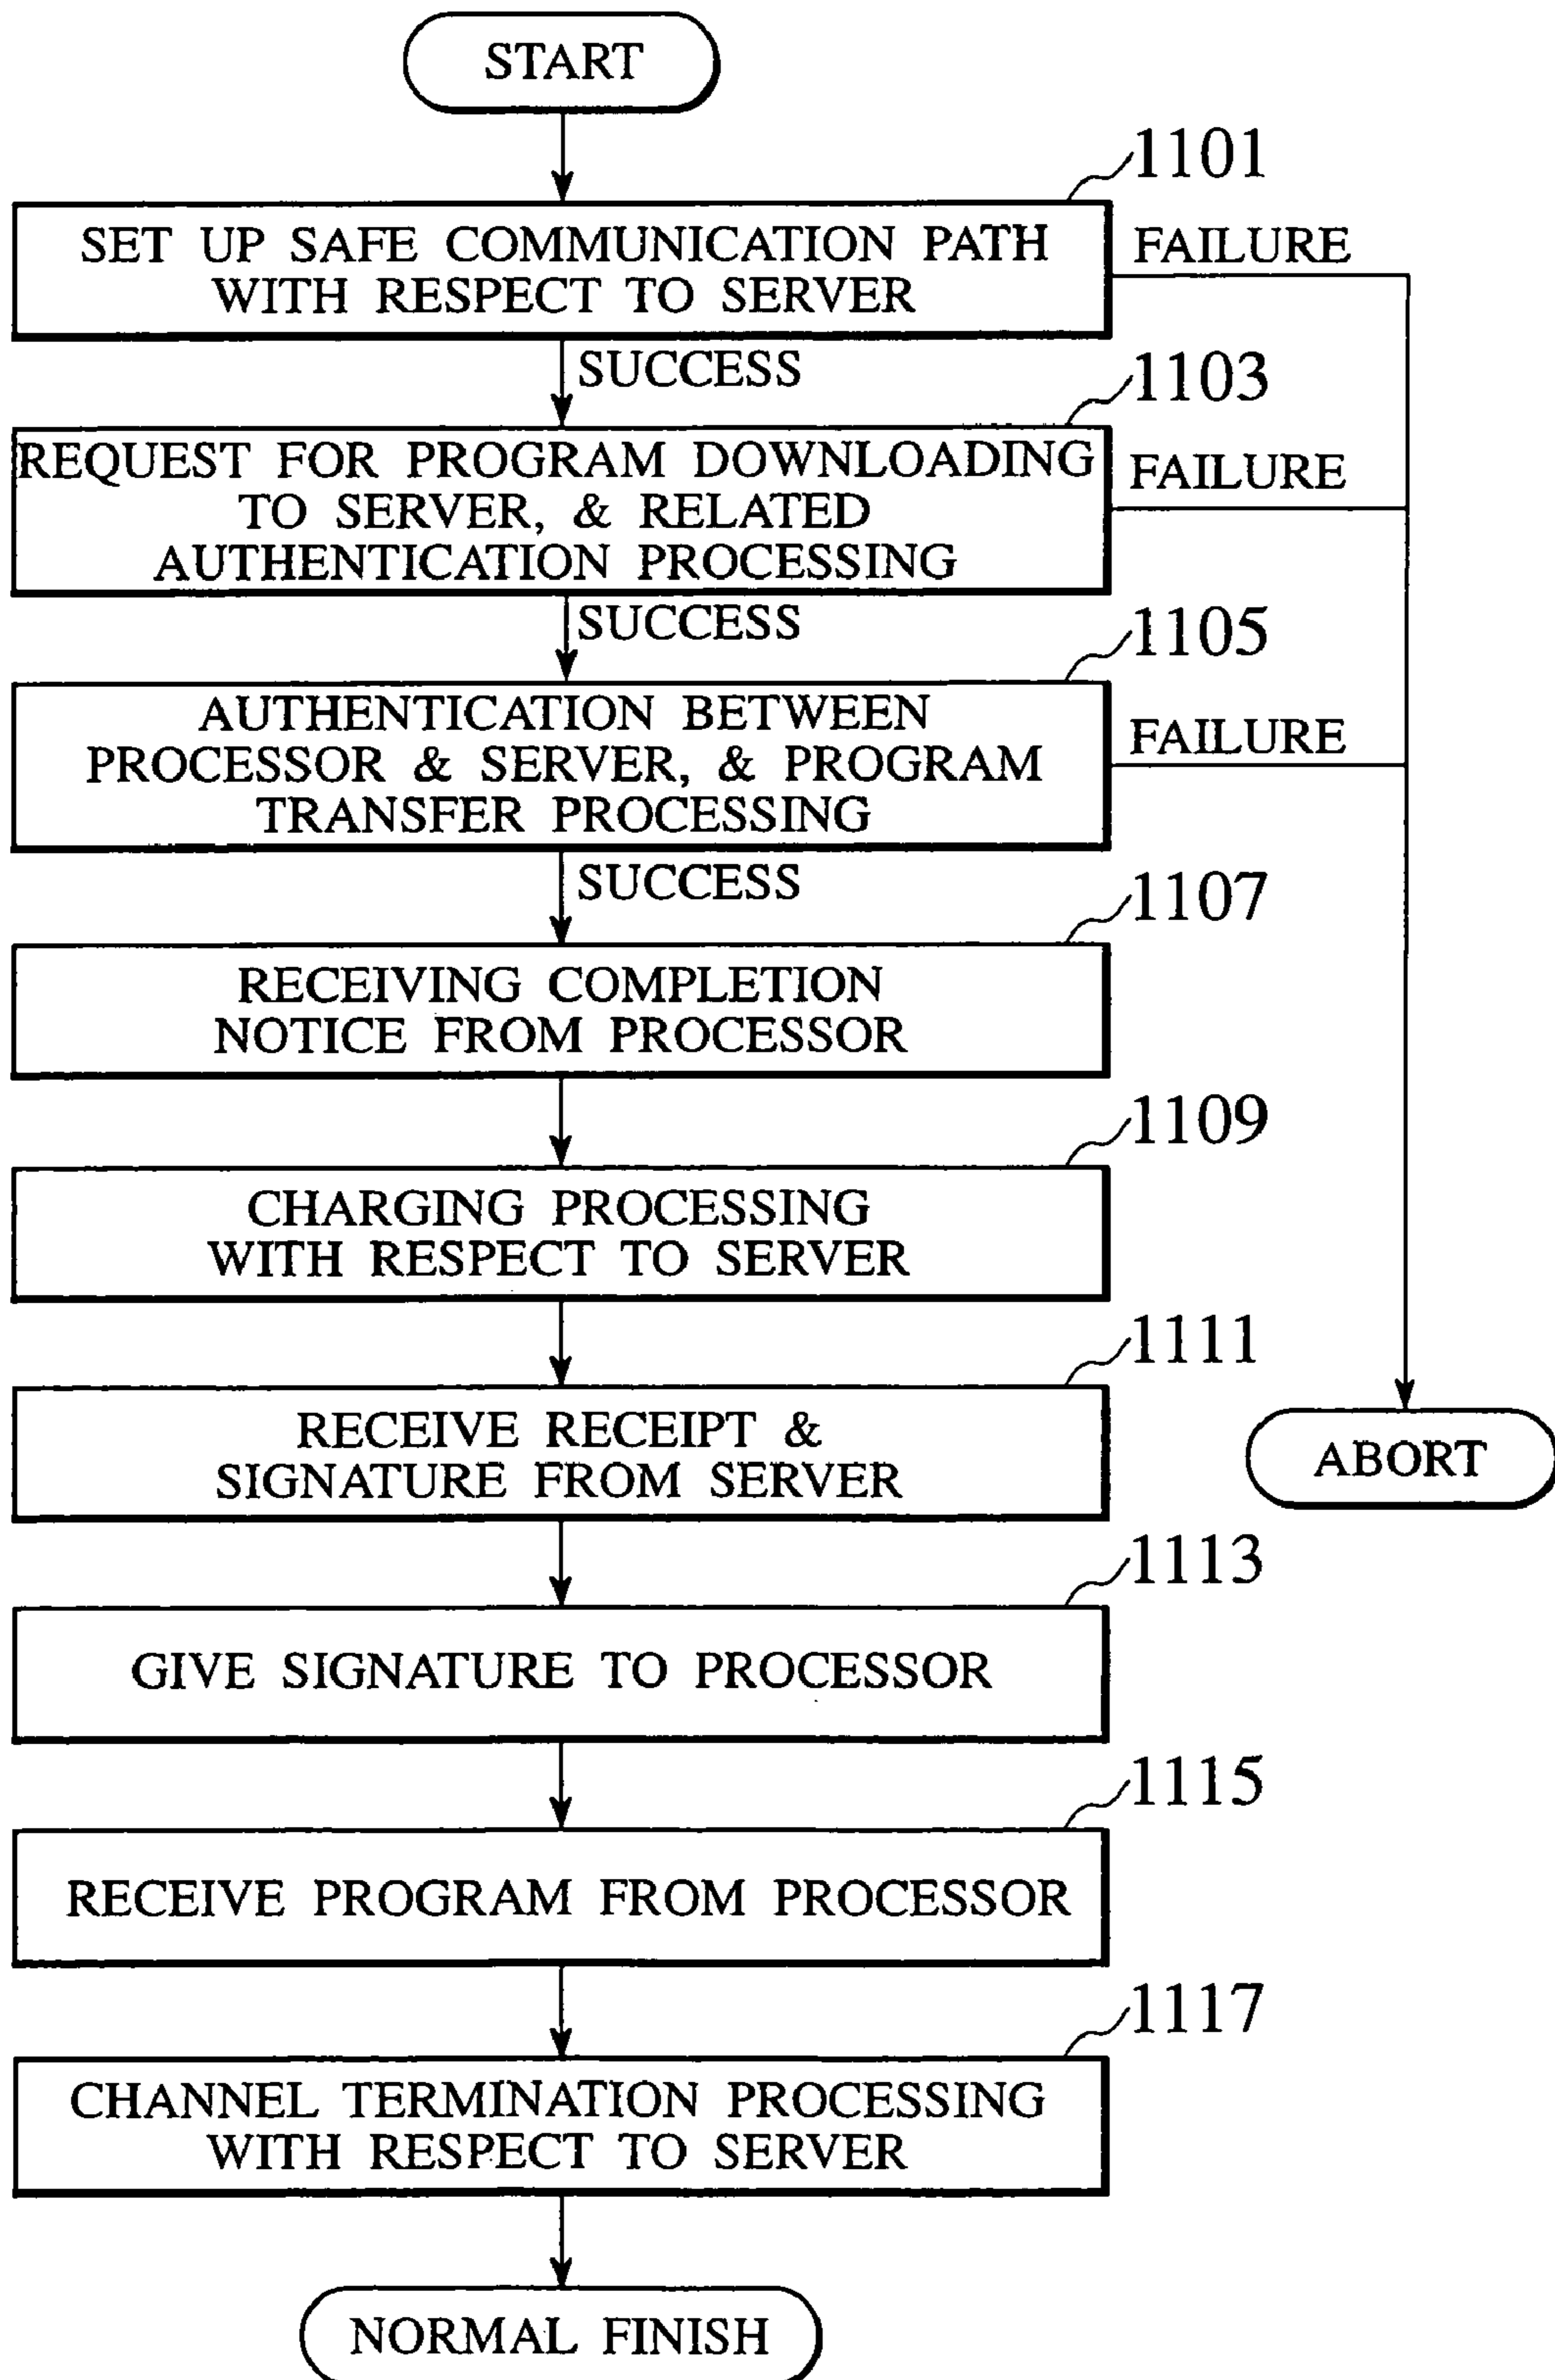 START
1101
SET UP SAFE COMMUNICATION PATH
WITH RESPECT TO SERVER
FAILURE
SUCCESS
1103
REQUEST FOR PROGRAM DOWNLOADING
TO SERVER, & RELATED
AUTHENTICATION PROCESSING
FAILURE
SUCCESS
1105
AUTHENTICATION BETWEEN
PROCESSOR & SERVER, & PROGRAM
TRANSFER PROCESSING
FAILURE
SUCCESS
1107
RECEIVING COMPLETION
NOTICE FROM PROCESSOR
1109
CHARGING PROCESSING
WITH RESPECT TO SERVER
1111
RECEIVE RECEIPT &
SIGNATURE FROM SERVER
ABORT
1113
GIVE SIGNATURE TO PROCESSOR
1115
RECEIVE PROGRAM FROM PROCESSOR
1117
CHANNEL TERMINATION PROCESSING
WITH RESPECT TO SERVER
NORMAL FINISH